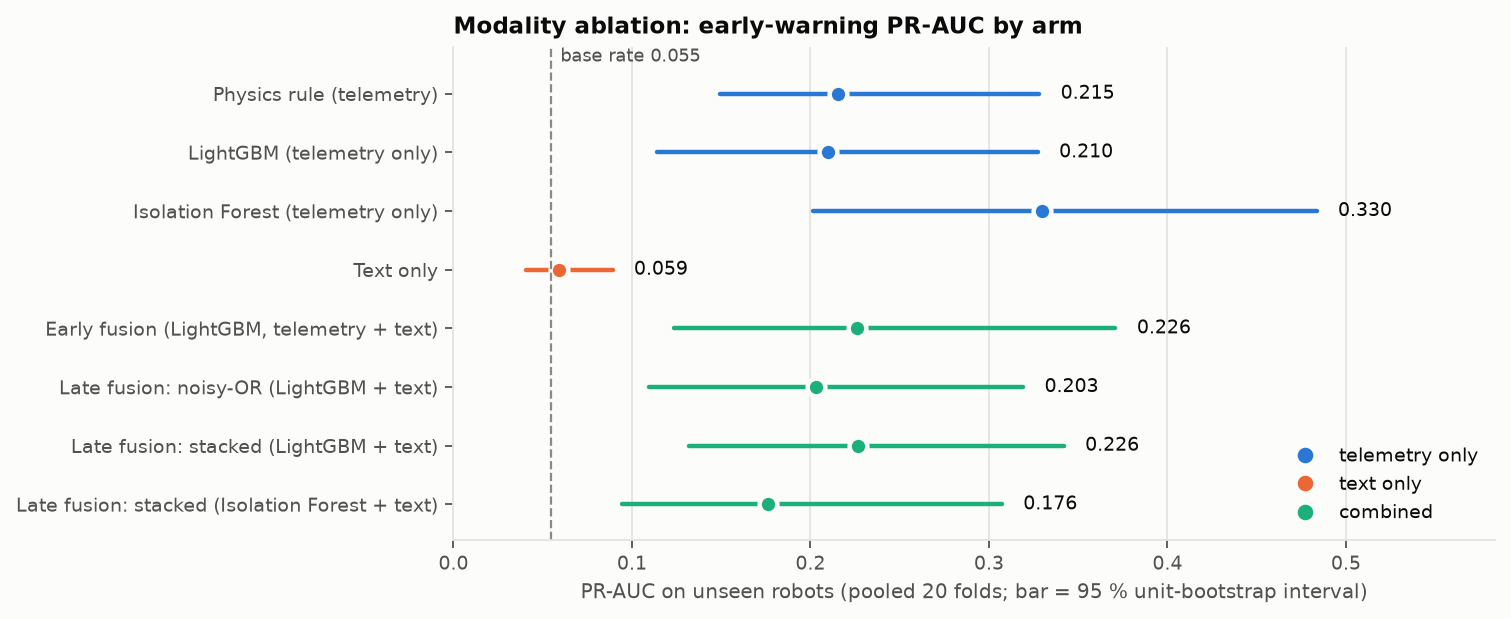 Modality ablation: early-warning PR-AUC by arm
base rate 0.055
Physics rule (telemetry) 0.215
LightGBM (telemetry only) 0.210
Isolation Forest (telemetry only) 0.330
Text only 0.059
Early fusion (LightGBM, telemetry + text) 0.226
Late fusion: noisy-OR (LightGBM + text) 0.203
Late fusion: stacked (LightGBM + text) 0.226
Late fusion: stacked (Isolation Forest + text) 0.176
telemetry only
text only
combined
0.0 0.1 0.2 0.3 0.4 0.5
PR-AUC on unseen robots (pooled 20 folds; bar = 95 % unit-bootstrap interval)